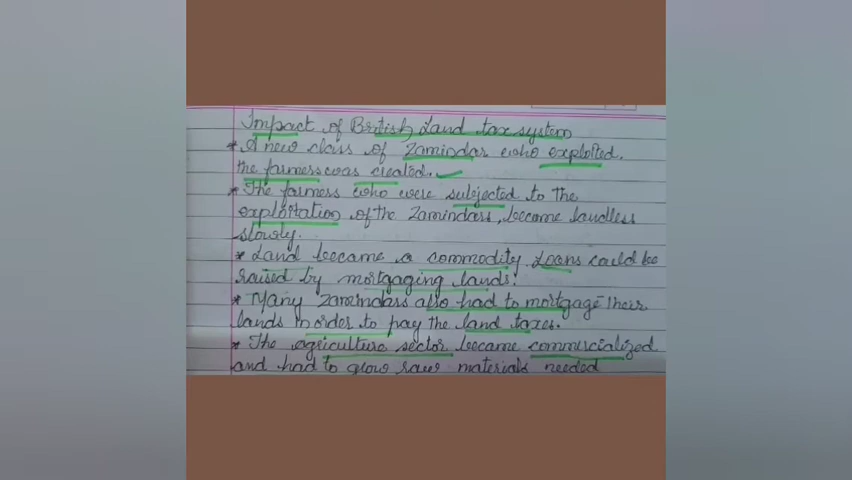 Impact of British Land tax system
* A new class of Zamindar who exploited.
the farmers was created.
* The farmers who were subjected to the
exploitation of the Zamindars, became landless
slowly.
* Land became a commodity. Loans could be
raised by mortgaging lands.
* Many Zamindars also had to mortgage their
lands in order to pay the land taxes.
* The agriculture sector became commercialized
and had to grow raw materials needed